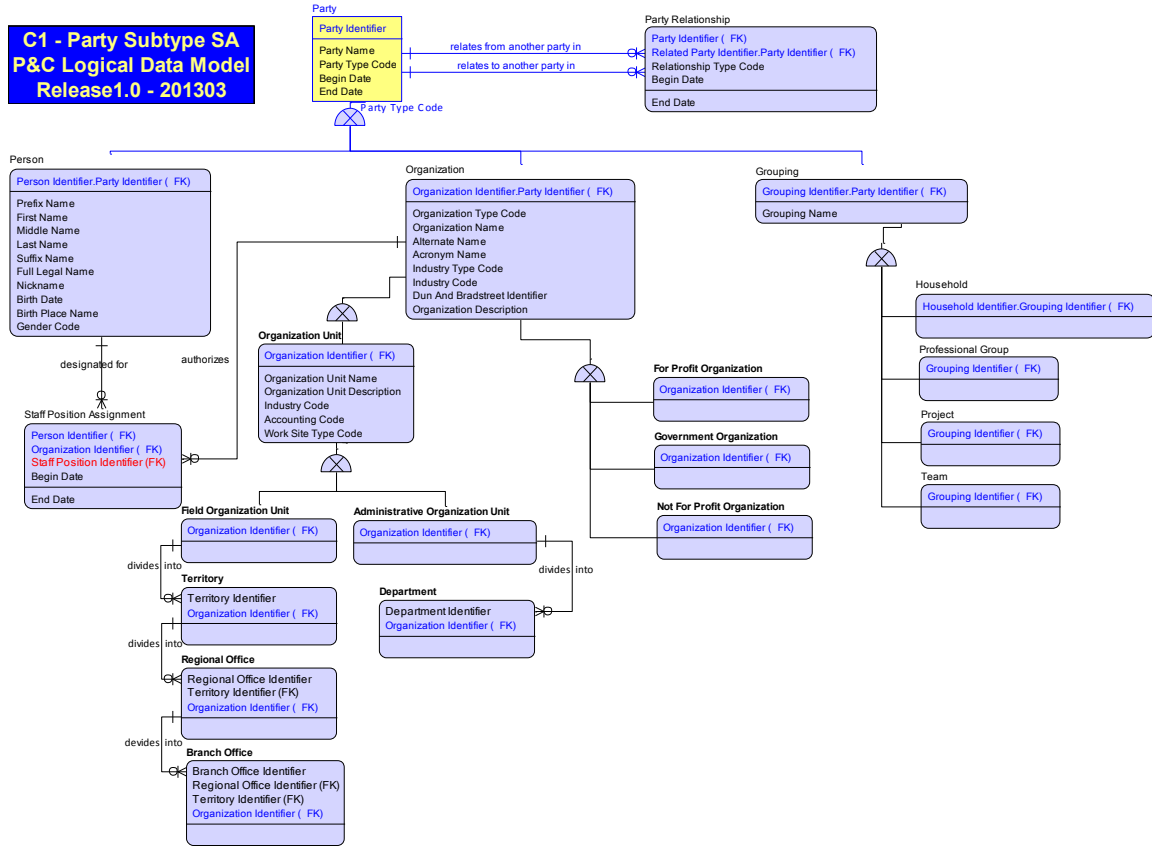 C1 - Party Subtype SA
P&C Logical Data Model
Release1.0 - 201303
Party
Party Identifier
Party Name
Party Type Code
Begin Date
End Date
relates from another party in
relates to another party in
Party Relationship
Party Identifier ( FK)
Related Party Identifier.Party Identifier ( FK)
Relationship Type Code
Begin Date
End Date
Party Type Code
Person
Person Identifier.Party Identifier ( FK)
Prefix Name
First Name
Middle Name
Last Name
Suffix Name
Full Legal Name
Nickname
Birth Date
Birth Place Name
Gender Code
Organization
Organization Identifier.Party Identifier ( FK)
Organization Type Code
Organization Name
Alternate Name
Acronym Name
Industry Type Code
Industry Code
Dun And Bradstreet Identifier
Organization Description
Grouping
Grouping Identifier.Party Identifier ( FK)
Grouping Name
designated for
authorizes
Staff Position Assignment
Person Identifier ( FK)
Organization Identifier ( FK)
Staff Position Identifier (FK)
Begin Date
End Date
Organization Unit
Organization Identifier ( FK)
Organization Unit Name
Organization Unit Description
Industry Code
Accounting Code
Work Site Type Code
For Profit Organization
Organization Identifier ( FK)
Government Organization
Organization Identifier ( FK)
Not For Profit Organization
Organization Identifier ( FK)
Household
Household Identifier.Grouping Identifier ( FK)
Professional Group
Grouping Identifier ( FK)
Project
Grouping Identifier ( FK)
Team
Grouping Identifier ( FK)
Field Organization Unit
Organization Identifier ( FK)
divides into
Territory
Territory Identifier
Organization Identifier ( FK)
divides into
Regional Office
Regional Office Identifier
Territory Identifier (FK)
Organization Identifier ( FK)
devides into
Branch Office
Branch Office Identifier
Regional Office Identifier (FK)
Territory Identifier (FK)
Organization Identifier ( FK)
Administrative Organization Unit
Organization Identifier ( FK)
divides into
Department
Department Identifier
Organization Identifier ( FK)